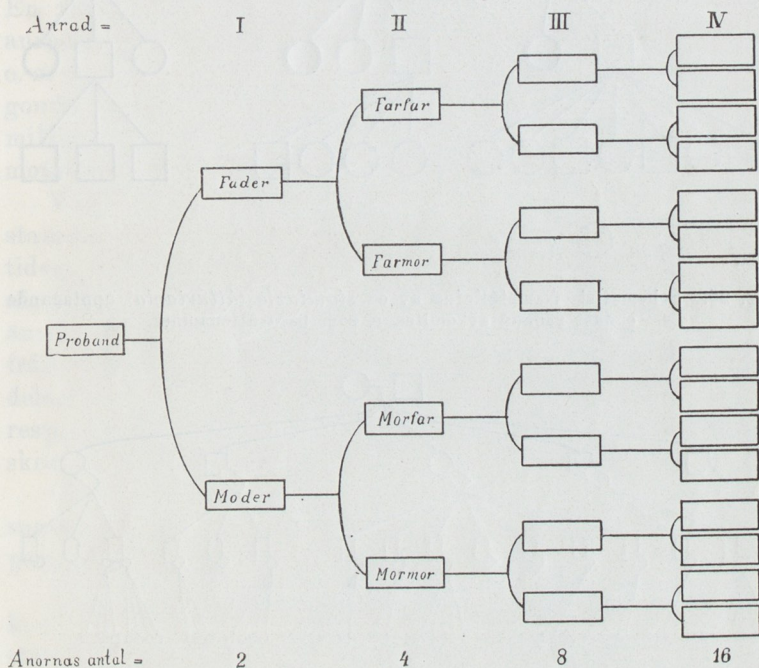 Anrad = I II III IV
Farfar
Fader
Farmor
Proband
Morfar
Moder
Mormor
Anornas antal = 2 4 8 16